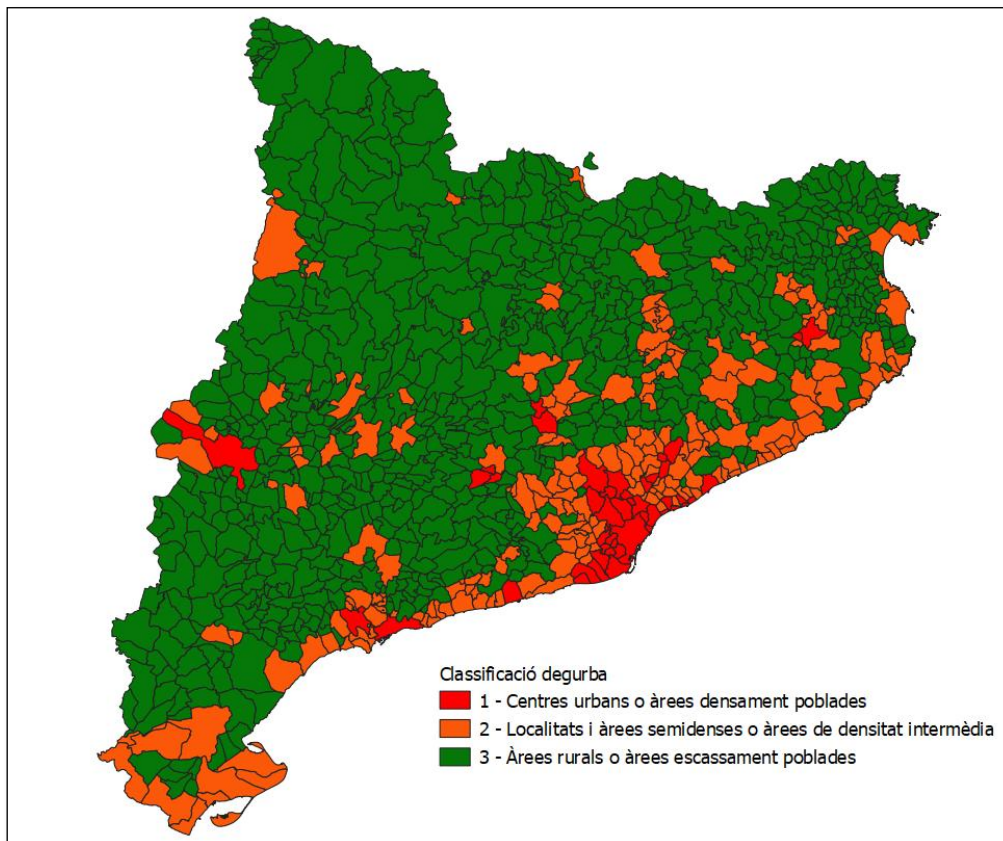 Classificació degurba
1 - Centres urbans o àrees densament poblades
2 - Localitats i àrees semidenses o àrees de densitat intermèdia
3 - Àrees rurals o àrees escassament poblades